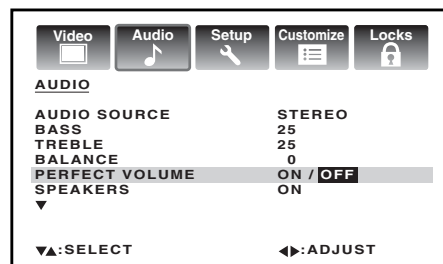 Video Audio Setup Customize Locks
AUDIO
AUDIO SOURCE STEREO
BASS 25
TREBLE 25
BALANCE 0
PERFECT VOLUME ON / OFF
SPEAKERS ON
▼
▼▲:SELECT ◀▶:ADJUST